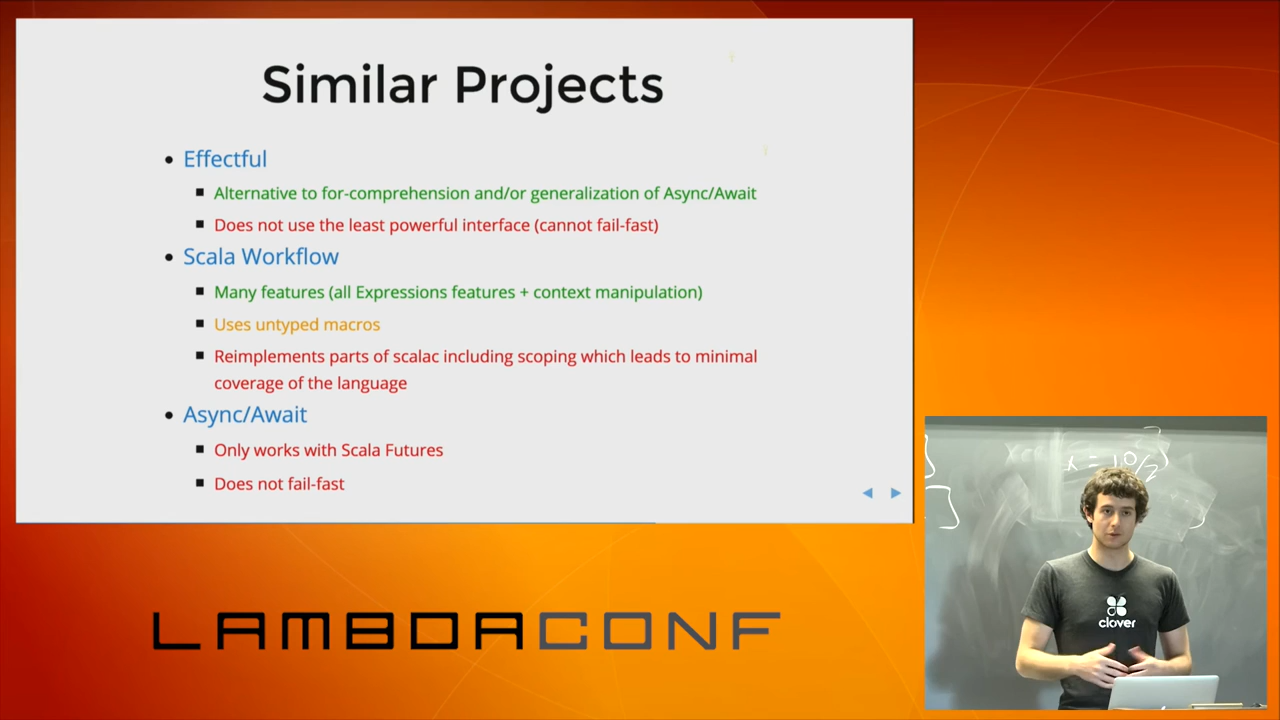 Similar Projects
Effectful
Alternative to for-comprehension and/or generalization of Async/Await
Does not use the least powerful interface (cannot fail-fast)
Scala Workflow
Many features (all Expressions features + context manipulation)
Uses untyped macros
Reimplements parts of scalac including scoping which leads to minimal
coverage of the language
Async/Await
Only works with Scala Futures
Does not fail-fast
x = 10/2
clover
LAMBDACONF